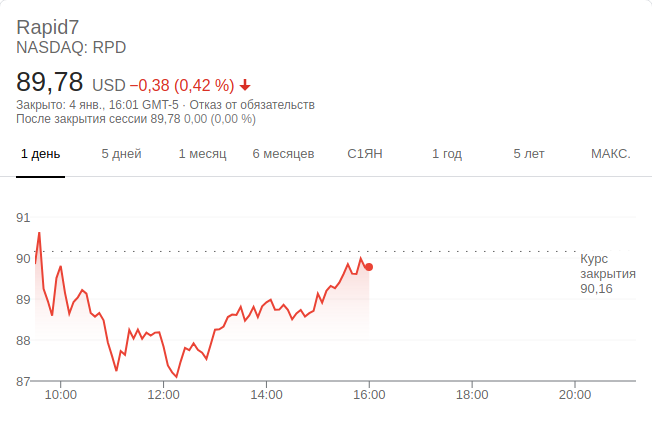 Rapid7
NASDAQ: RPD
89,78 USD −0,38 (0,42 %)
Закрыто: 4 янв., 16:01 GMT-5 · Отказ от обязательств
После закрытия сессии 89,78 0,00 (0,00 %)
1 день 5 дней 1 месяц 6 месяцев С1ЯН 1 год 5 лет МАКС.
91
90
89
88
87
Курс
закрытия
90,16
10:00 12:00 14:00 16:00 18:00 20:00